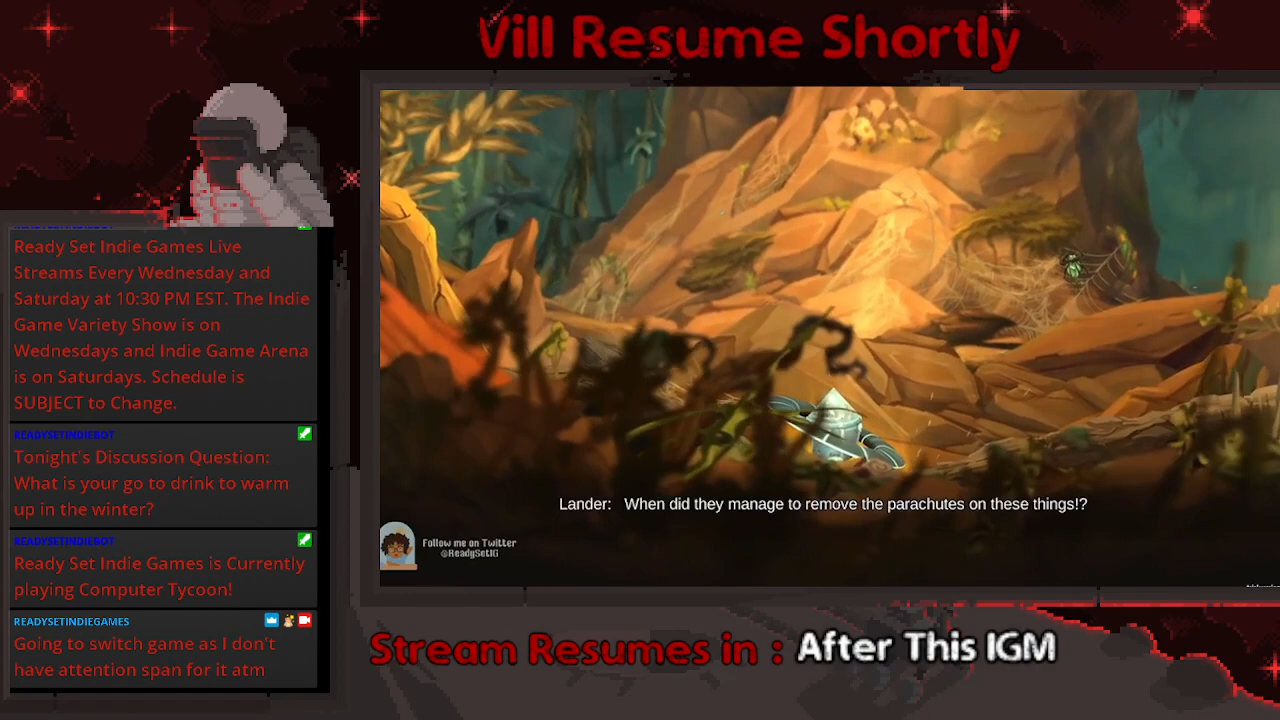 Will Resume Shortly
READYSETINDIEBOT
Ready Set Indie Games Live
Streams Every Wednesday and
Saturday at 10:30 PM EST. The Indie
Game Variety Show is on
Wednesdays and Indie Game Arena
is on Saturdays. Schedule is
SUBJECT to Change.
READYSETINDIEBOT
Tonight's Discussion Question:
What is your go to drink to warm
up in the winter?
READYSETINDIEBOT
Ready Set Indie Games is Currently
playing Computer Tycoon!
READYSETINDIEGAMES
Going to switch game as I don't
have attention span for it atm
Lander: When did they manage to remove the parachutes on these things!?
Follow me on Twitter
@ReadySetIG
Stream Resumes in : After This IGM